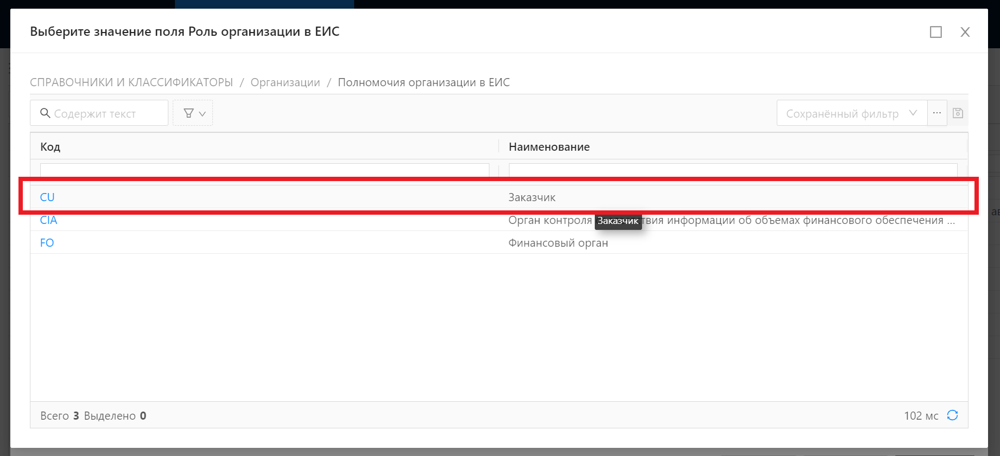 Выберите значение поля Роль организации в ЕИС
СПРАВОЧНИКИ И КЛАССИФИКАТОРЫ / Организации / Полномочия организации в ЕИС
Содержит текст
Сохранённый фильтр ...
Код Наименование
CU Заказчик
CIA Орган контроля информации об объемах финансового обеспечения ...
Заказчик
FO Финансовый орган
Всего 3 Выделено 0 102 мс